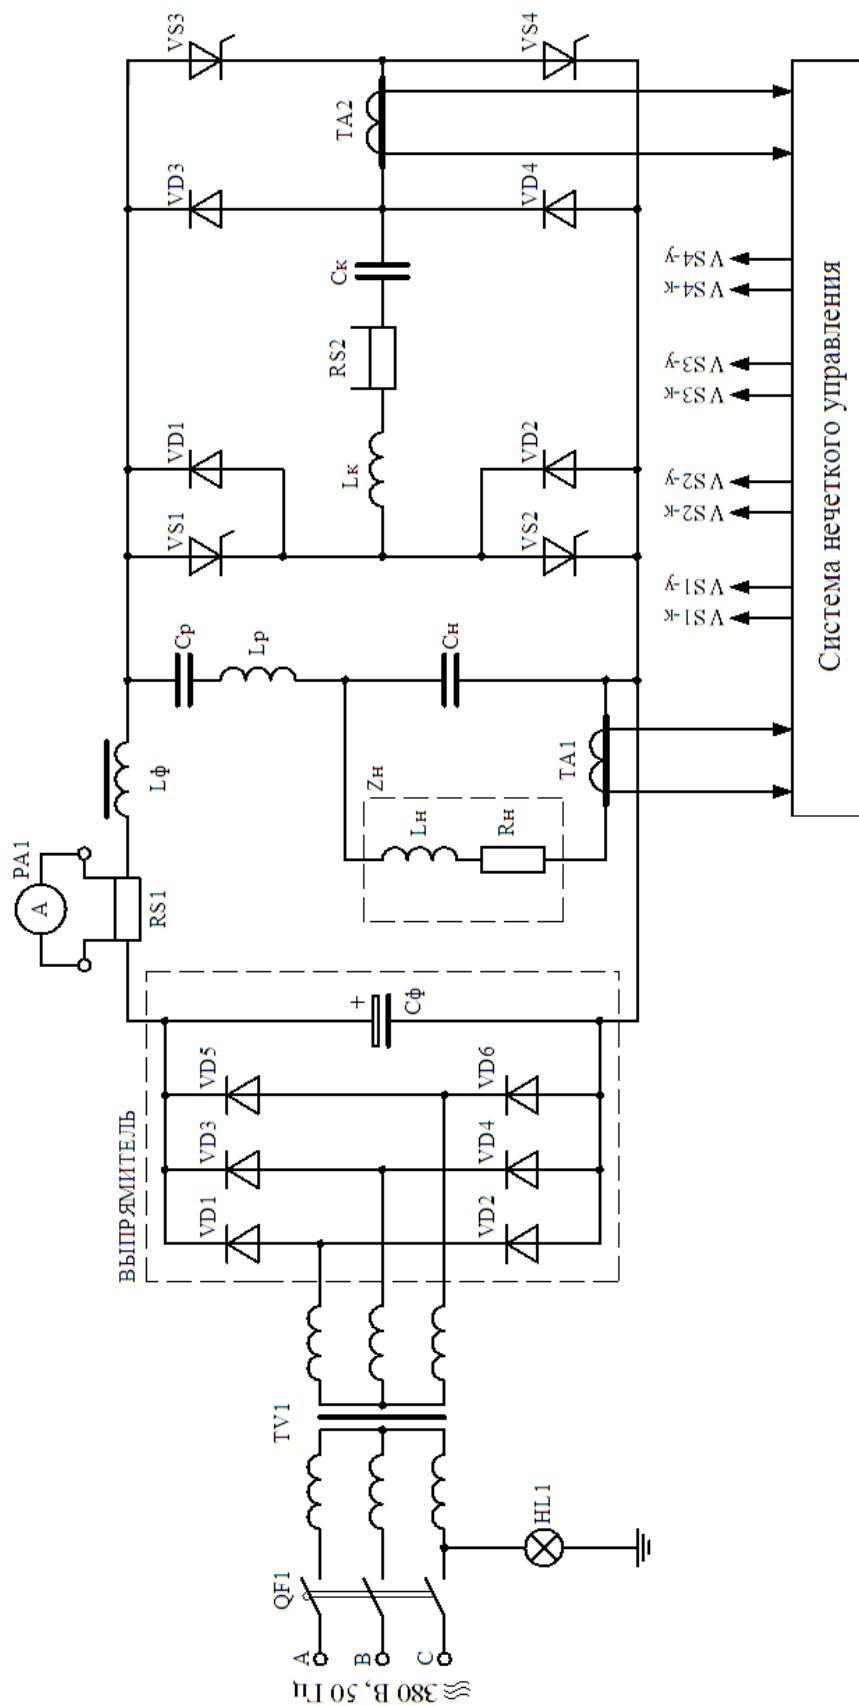 ≈ 380 В, 50 Гц
A
B
C
QF1
HL1
TV1
ВЫПРЯМИТЕЛЬ
VD1
VD3
VD5
VD2
VD4
VD6
+
Cф
PA1
A
RS1
Lф
Zн
Lн
Rн
TA1
Cр
Lр
Cн
VS1
VD1
VS2
VD2
Lк
RS2
Cк
VD3
VD4
TA2
VS3
VS4
VS1-к
VS1-у
VS2-к
VS2-у
VS3-к
VS3-у
VS4-к
VS4-у
Система нечеткого управления